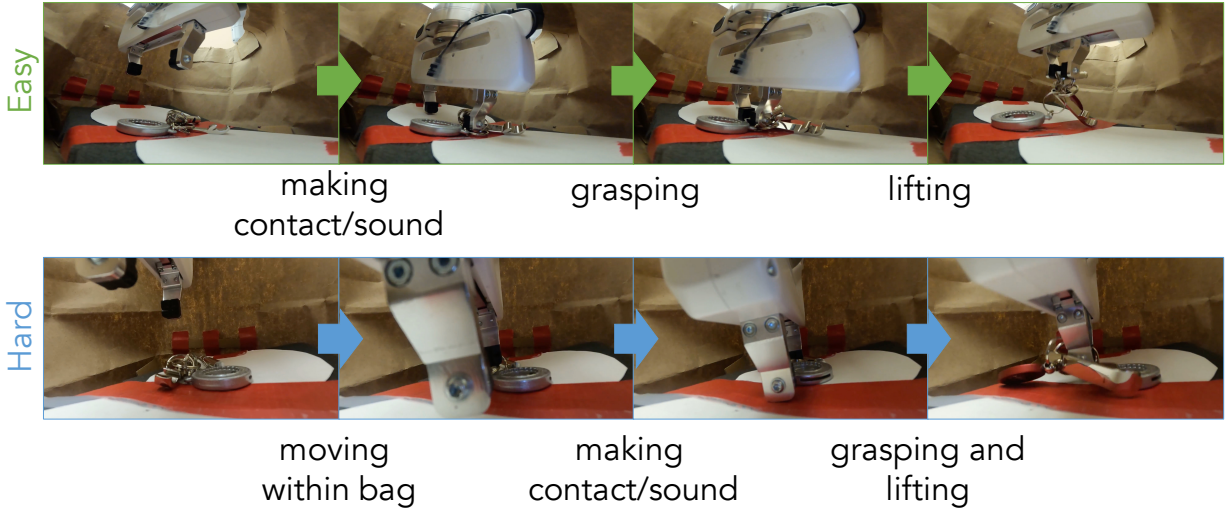 Easy
making
contact/sound
grasping
lifting
Hard
moving
within bag
making
contact/sound
grasping and
lifting